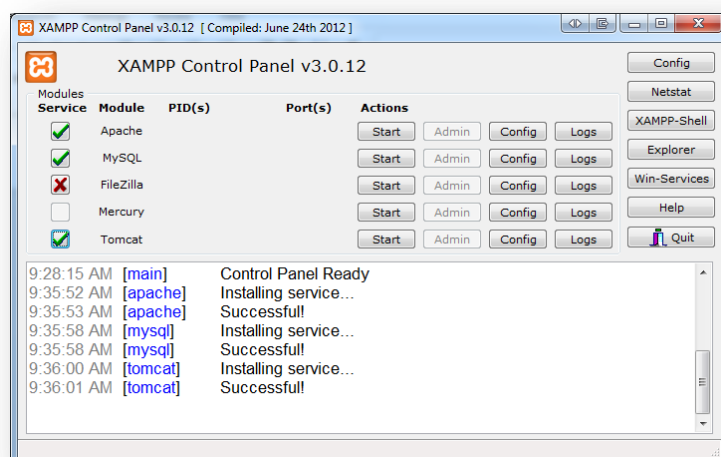 XAMPP Control Panel v3.0.12 [ Compiled: June 24th 2012 ]
XAMPP Control Panel v3.0.12
Config
Modules
Netstat
Service Module PID(s) Port(s) Actions
XAMPP-Shell
Apache Start Admin Config Logs
Explorer
MySQL Start Admin Config Logs
Win-Services
FileZilla Start Admin Config Logs
Help
Mercury Start Admin Config Logs
Quit
Tomcat Start Admin Config Logs
9:28:15 AM [main] Control Panel Ready
9:35:52 AM [apache] Installing service...
9:35:53 AM [apache] Successful!
9:35:58 AM [mysql] Installing service...
9:35:58 AM [mysql] Successful!
9:36:00 AM [tomcat] Installing service...
9:36:01 AM [tomcat] Successful!